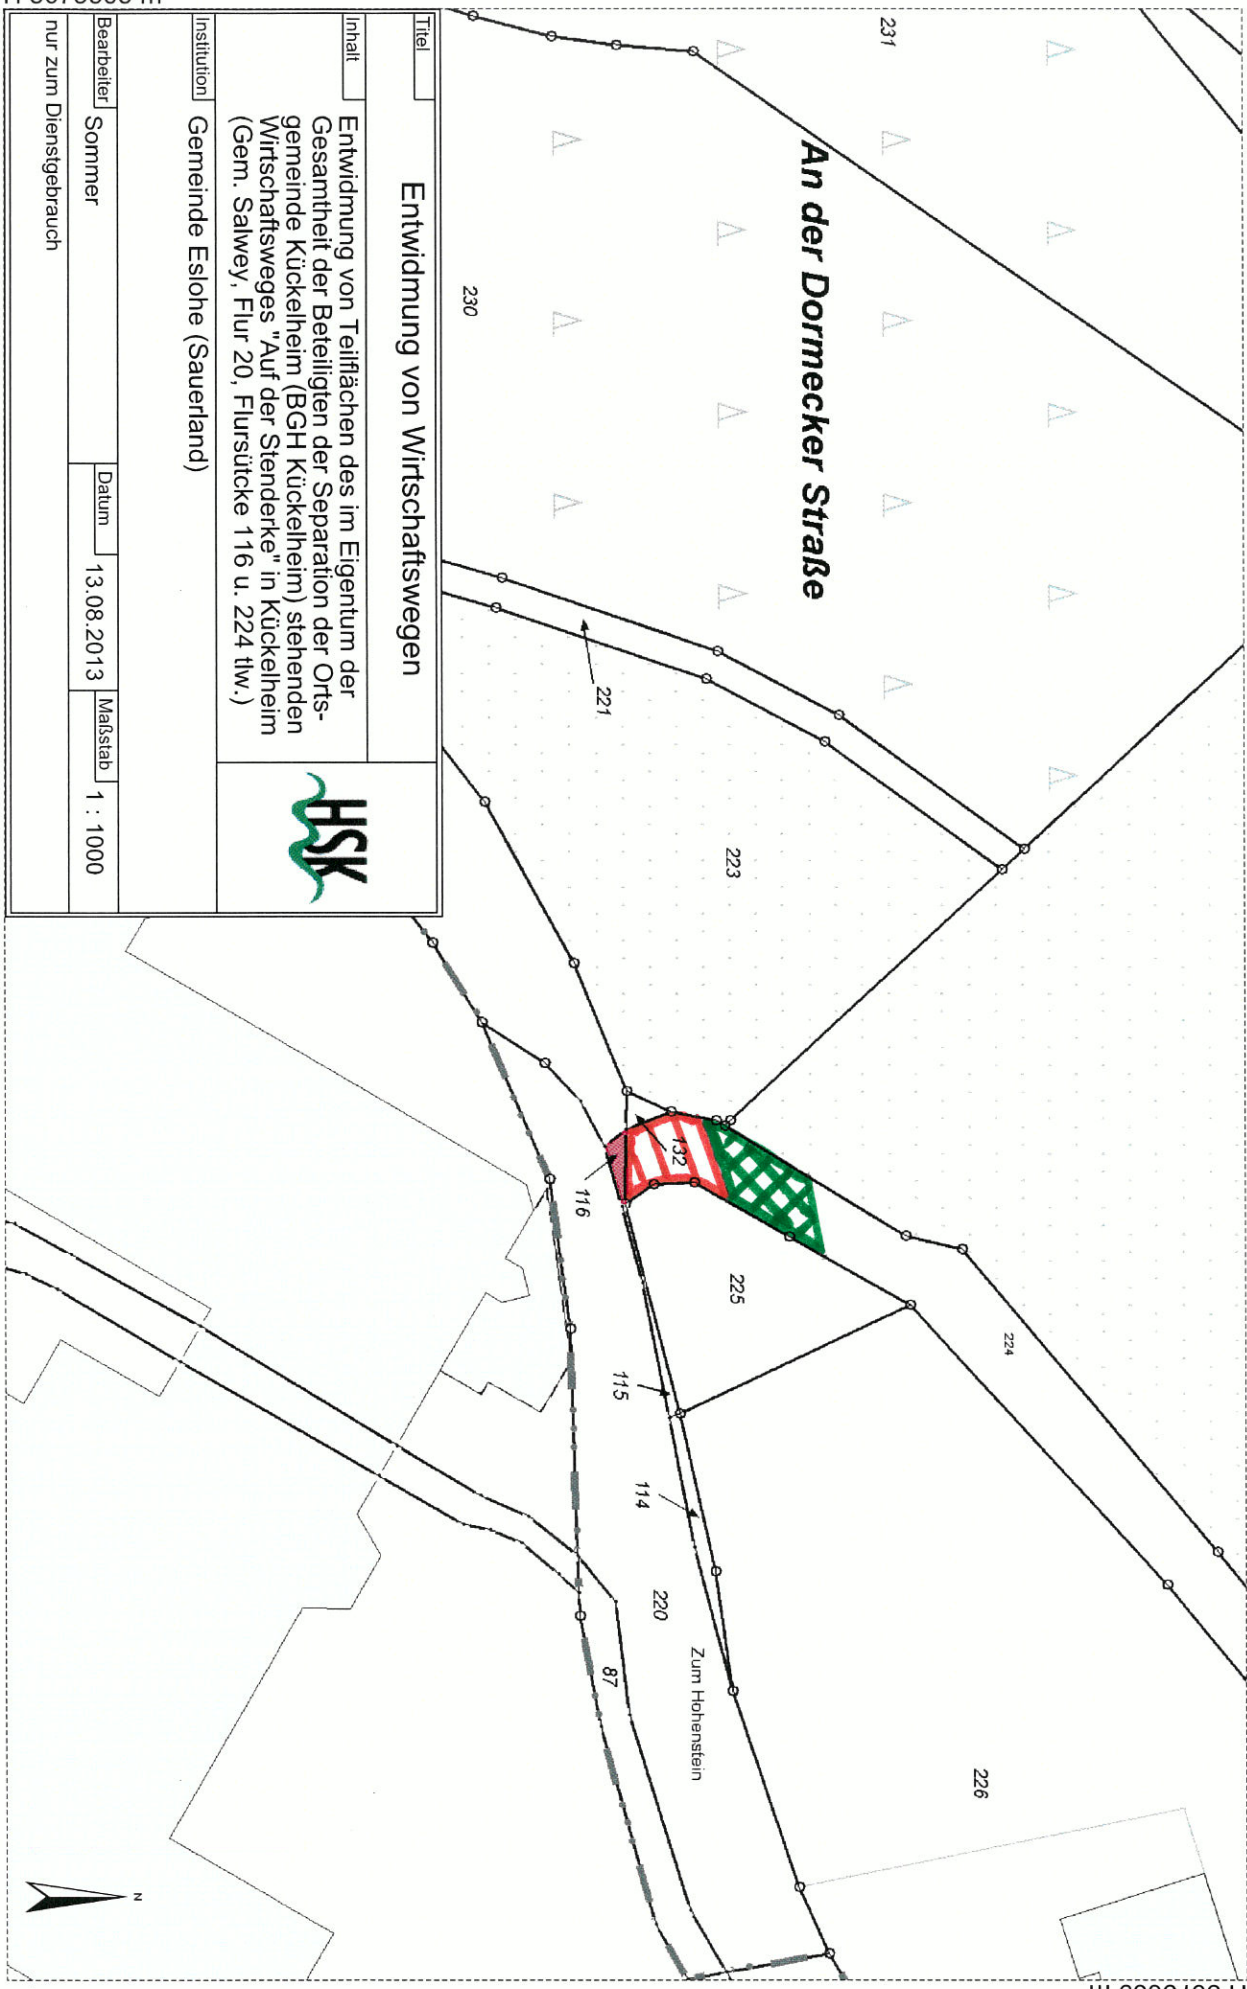 An der Dormecker Straße
231
230
221
223
132
116
225
224
115
114
220
Zum Hohenstein
87
226
N
Titel
Entwidmung von Wirtschaftswegen
Inhalt
Entwidmung von Teilflächen des im Eigentum der
Gesamtheit der Beteiligten der Separation der Orts-
gemeinde Kückelheim (BGH Kückelheim) stehenden
Wirtschaftsweges "Auf der Stenderke" in Kückelheim
(Gem. Salwey, Flur 20, Flursütcke 116 u. 224 tlw.)
HSK
Institution
Gemeinde Eslohe (Sauerland)
Bearbeiter
Sommer
Datum
13.08.2013
Maßstab
1 : 1000
nur zum Dienstgebrauch